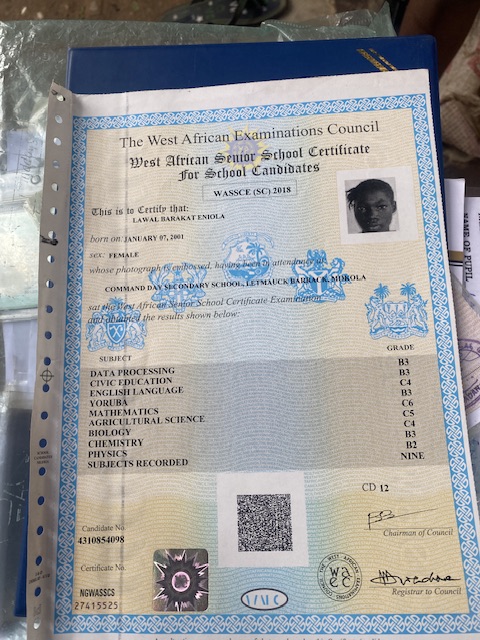 The West African Examinations Council
West African Senior School Certificate
For School Candidates
WASSCE (SC) 2018
This is to Certify that:
LAWAL BARAKAT ENIOLA
born on: JANUARY 07, 2001
sex: FEMALE
whose photograph is embossed, having been in attendance at
COMMAND DAY SECONDARY SCHOOL, LETMAUCK, BARRACK, MOKOLA
sat the West African Senior School Certificate Examination
and obtained the results shown below:
SUBJECT GRADE
DATA PROCESSING B3
CIVIC EDUCATION B3
ENGLISH LANGUAGE C4
YORUBA B3
MATHEMATICS C6
AGRICULTURAL SCIENCE C5
BIOLOGY C4
CHEMISTRY B3
PHYSICS B2
SUBJECTS RECORDED NINE
CD 12
Candidate No.
4310854098
Chairman of Council
Certificate No.
NGWASSCS
27415525
Registrar to Council
NAME OF PUPIL